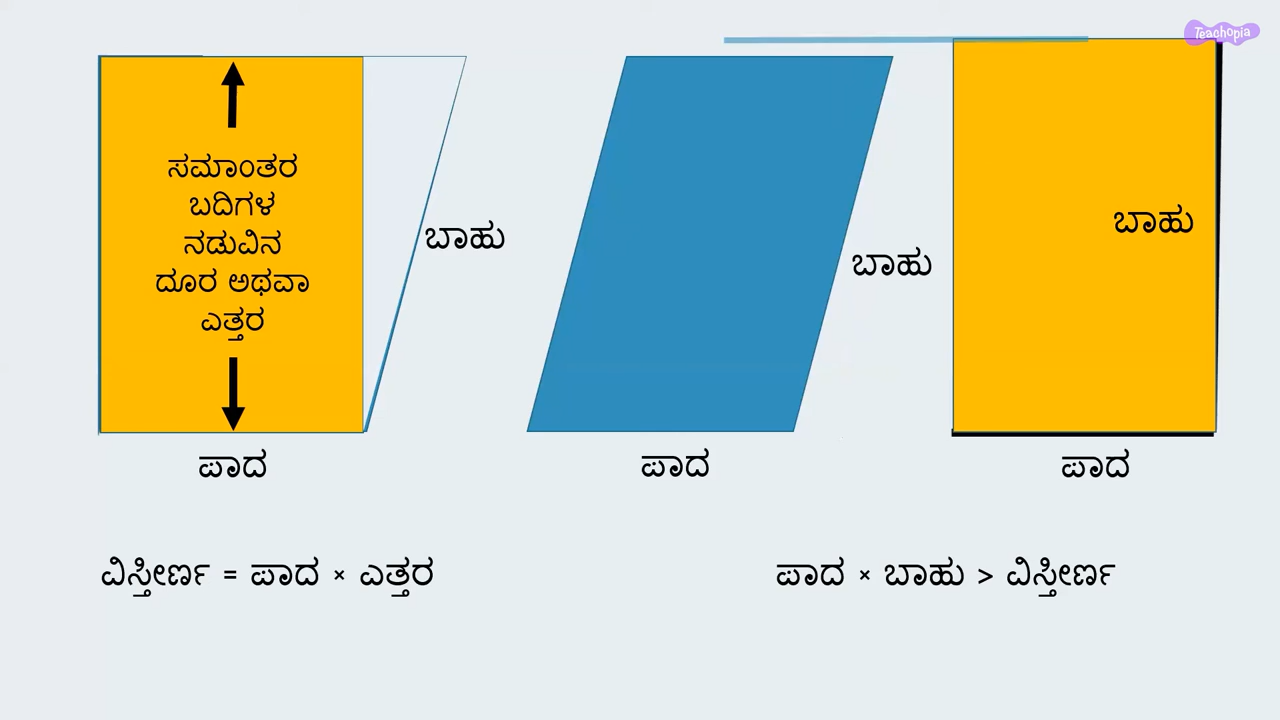 Teachopia
ಸಮಾಂತರ
ಬದಿಗಳ
ನಡುವಿನ
ದೂರ ಅಥವಾ
ಎತ್ತರ
ಬಾಹು
ಪಾದ
ಬಾಹು
ಪಾದ
ಬಾಹು
ಪಾದ
ವಿಸ್ತೀರ್ಣ = ಪಾದ × ಎತ್ತರ
ಪಾದ × ಬಾಹು > ವಿಸ್ತೀರ್ಣ